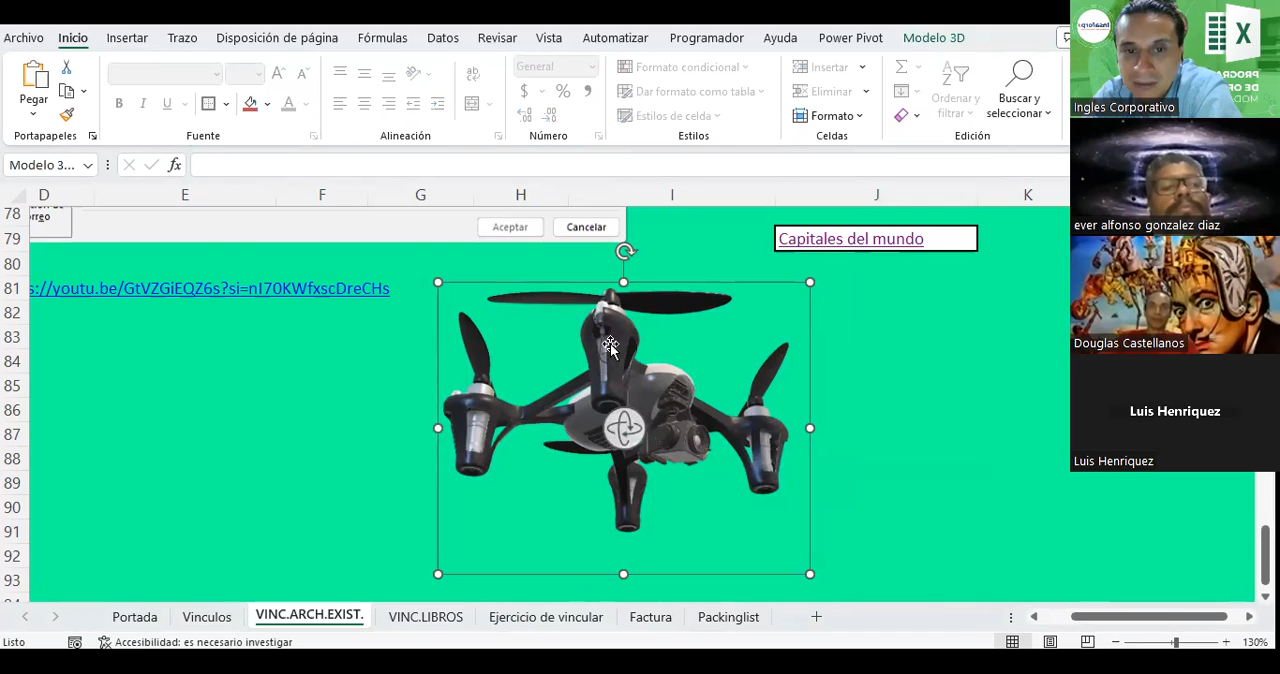 Archivo Inicio Insertar Trazo Disposición de página Fórmulas Datos Revisar Vista Automatizar Programador Ayuda Power Pivot Modelo 3D
Pegar
Portapapeles
Fuente
Alineación
General
Número
Formato condicional
Dar formato como tabla
Estilos de celda
Estilos
Insertar
Eliminar
Formato
Celdas
Ordenar y
filtrar
Buscar y
seleccionar
Edición
Modelo 3...
D E F G H I J K
78
79
80
81
82
83
84
85
86
87
88
89
90
91
92
93
Aceptar Cancelar
Capitales del mundo
s://youtu.be/GtVZGiEQZ6s?si=nI70KWfxscDreCHs
Portada Vinculos VINC.ARCH.EXIST. VINC.LIBROS Ejercicio de vincular Factura Packinglist
Listo Accesibilidad: es necesario investigar 130%
Ingles Corporativo
ever alfonso gonzalez diaz
Douglas Castellanos
Luis Henriquez
Luis Henriquez